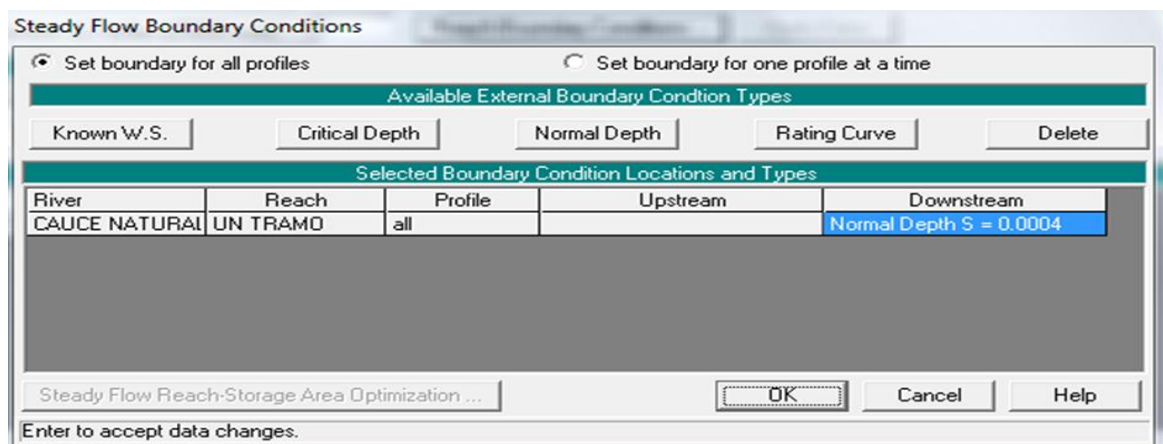 Steady Flow Boundary Conditions
Set boundary for all profiles Set boundary for one profile at a time
Available External Boundary Condtion Types
Known W.S. Critical Depth Normal Depth Rating Curve Delete
Selected Boundary Condition Locations and Types
River Reach Profile Upstream Downstream
CAUCE NATURAL UN TRAMO all Normal Depth S = 0.0004
Steady Flow Reach-Storage Area Optimization ... OK Cancel Help
Enter to accept data changes.